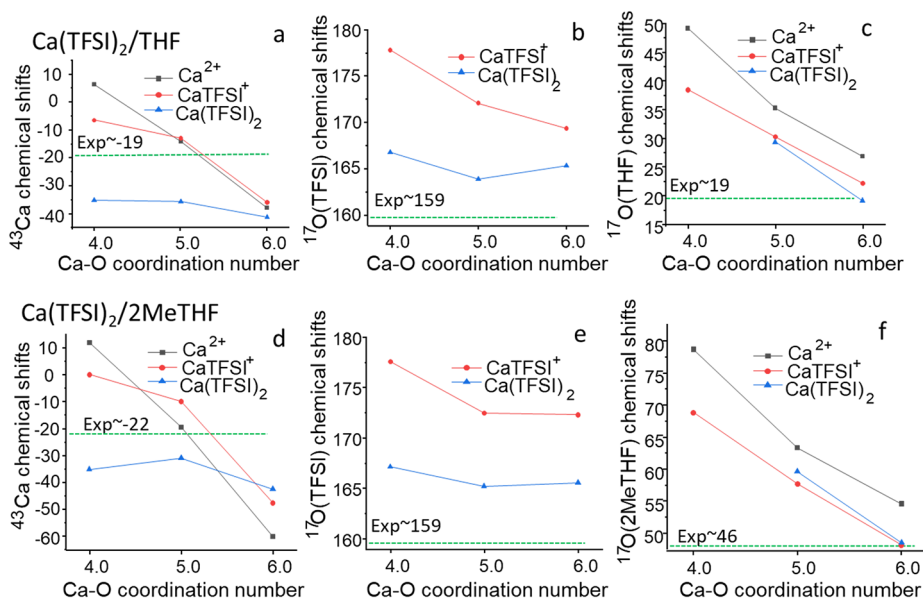 Ca(TFSI)₂/THF
a
⁴³Ca chemical shifts
10
0
-10
-20
-30
-40
Ca²⁺
CaTFSI⁺
Ca(TFSI)₂
Exp~-19
4.0 5.0 6.0
Ca-O coordination number
b
¹⁷O(TFSI) chemical shifts
180
175
170
165
160
CaTFSI⁺
Ca(TFSI)₂
Exp~159
4.0 5.0 6.0
Ca-O coordination number
c
¹⁷O(THF) chemical shifts
50
45
40
35
30
25
20
15
Ca²⁺
CaTFSI⁺
Ca(TFSI)₂
Exp~19
4.0 5.0 6.0
Ca-O coordination number
Ca(TFSI)₂/2MeTHF
d
⁴³Ca chemical shifts
10
0
-10
-20
-30
-40
-50
-60
Ca²⁺
CaTFSI⁺
Ca(TFSI)₂
Exp~-22
4.0 5.0 6.0
Ca-O coordination number
e
¹⁷O(TFSI) chemical shifts
180
175
170
165
160
CaTFSI⁺
Ca(TFSI)₂
Exp~159
4.0 5.0 6.0
Ca-O coordination number
f
¹⁷O(2MeTHF) chemical shifts
80
75
70
65
60
55
50
Ca²⁺
CaTFSI⁺
Ca(TFSI)₂
Exp~46
4.0 5.0 6.0
Ca-O coordination number